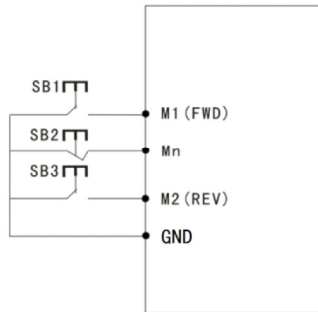 SB1
M1(FWD)
SB2
Mn
SB3
M2(REV)
GND